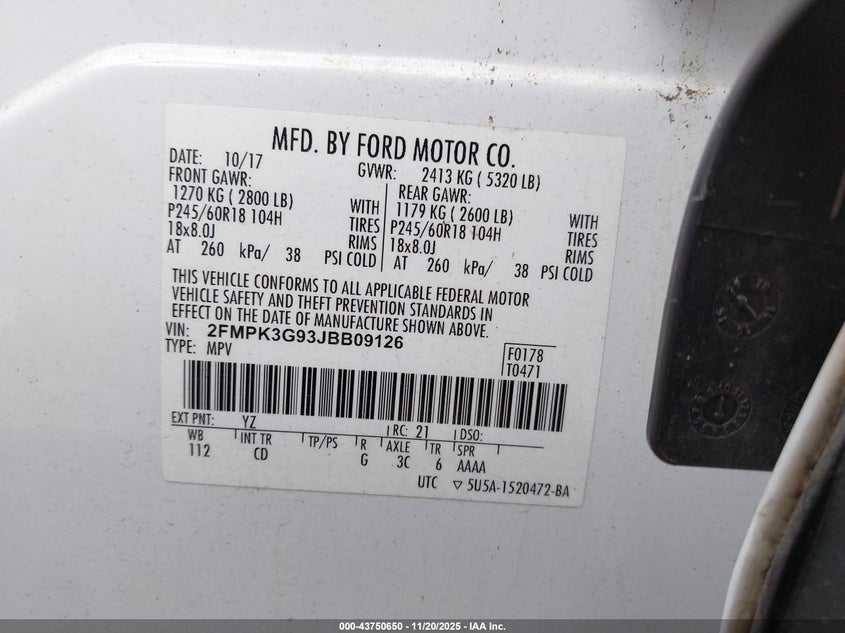 MFD. BY FORD MOTOR CO.
DATE: 10/17 GVWR: 2413 KG ( 5320 LB)
FRONT GAWR: REAR GAWR:
1270 KG ( 2800 LB) WITH 1179 KG ( 2600 LB) WITH
P245/60R18 104H TIRES P245/60R18 104H TIRES
18x8.0J RIMS 18x8.0J RIMS
AT 260 kPa/ 38 PSI COLD AT 260 kPa/ 38 PSI COLD
THIS VEHICLE CONFORMS TO ALL APPLICABLE FEDERAL MOTOR
VEHICLE SAFETY AND THEFT PREVENTION STANDARDS IN
EFFECT ON THE DATE OF MANUFACTURE SHOWN ABOVE.
VIN: 2FMPK3G93JBB09126
TYPE: MPV
F0178
T0471
EXT PNT: YZ RC: 21 DSO:
WB INT TR TP/PS R AXLE TR SPR
112 CD G 3C 6 AAAA
UTC ▽ 5U5A-1520472-BA
000-43750650 - 11/20/2025 - IAA Inc.